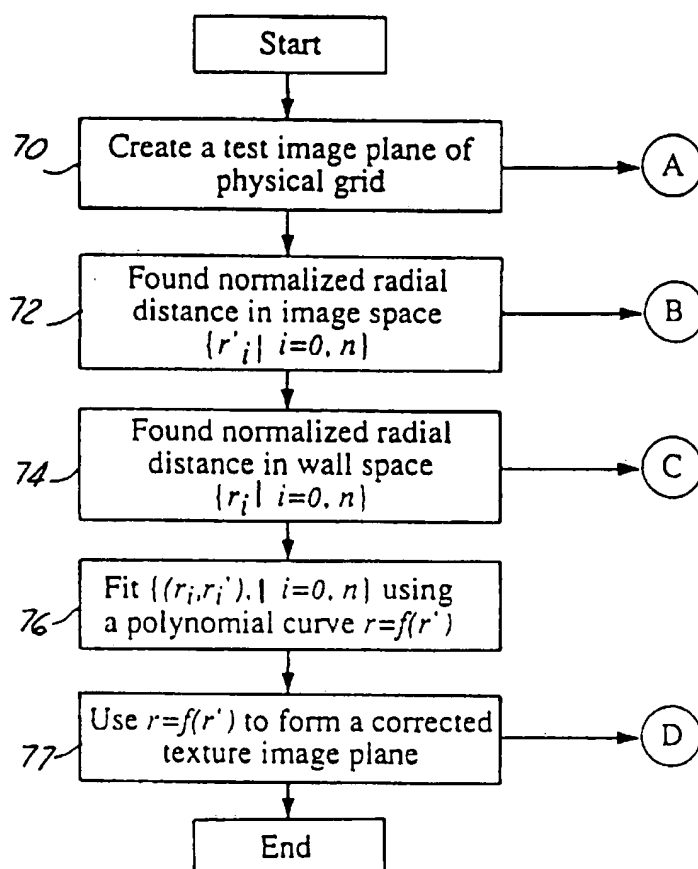 Start
70
Create a test image plane of
physical grid
A
72
Found normalized radial
distance in image space
{r'i| i=0, n}
B
74
Found normalized radial
distance in wall space
{ri| i=0, n}
C
76
Fit {(ri,ri'),| i=0, n} using
a polynomial curve r=f(r')
77
Use r=f(r') to form a corrected
texture image plane
D
End